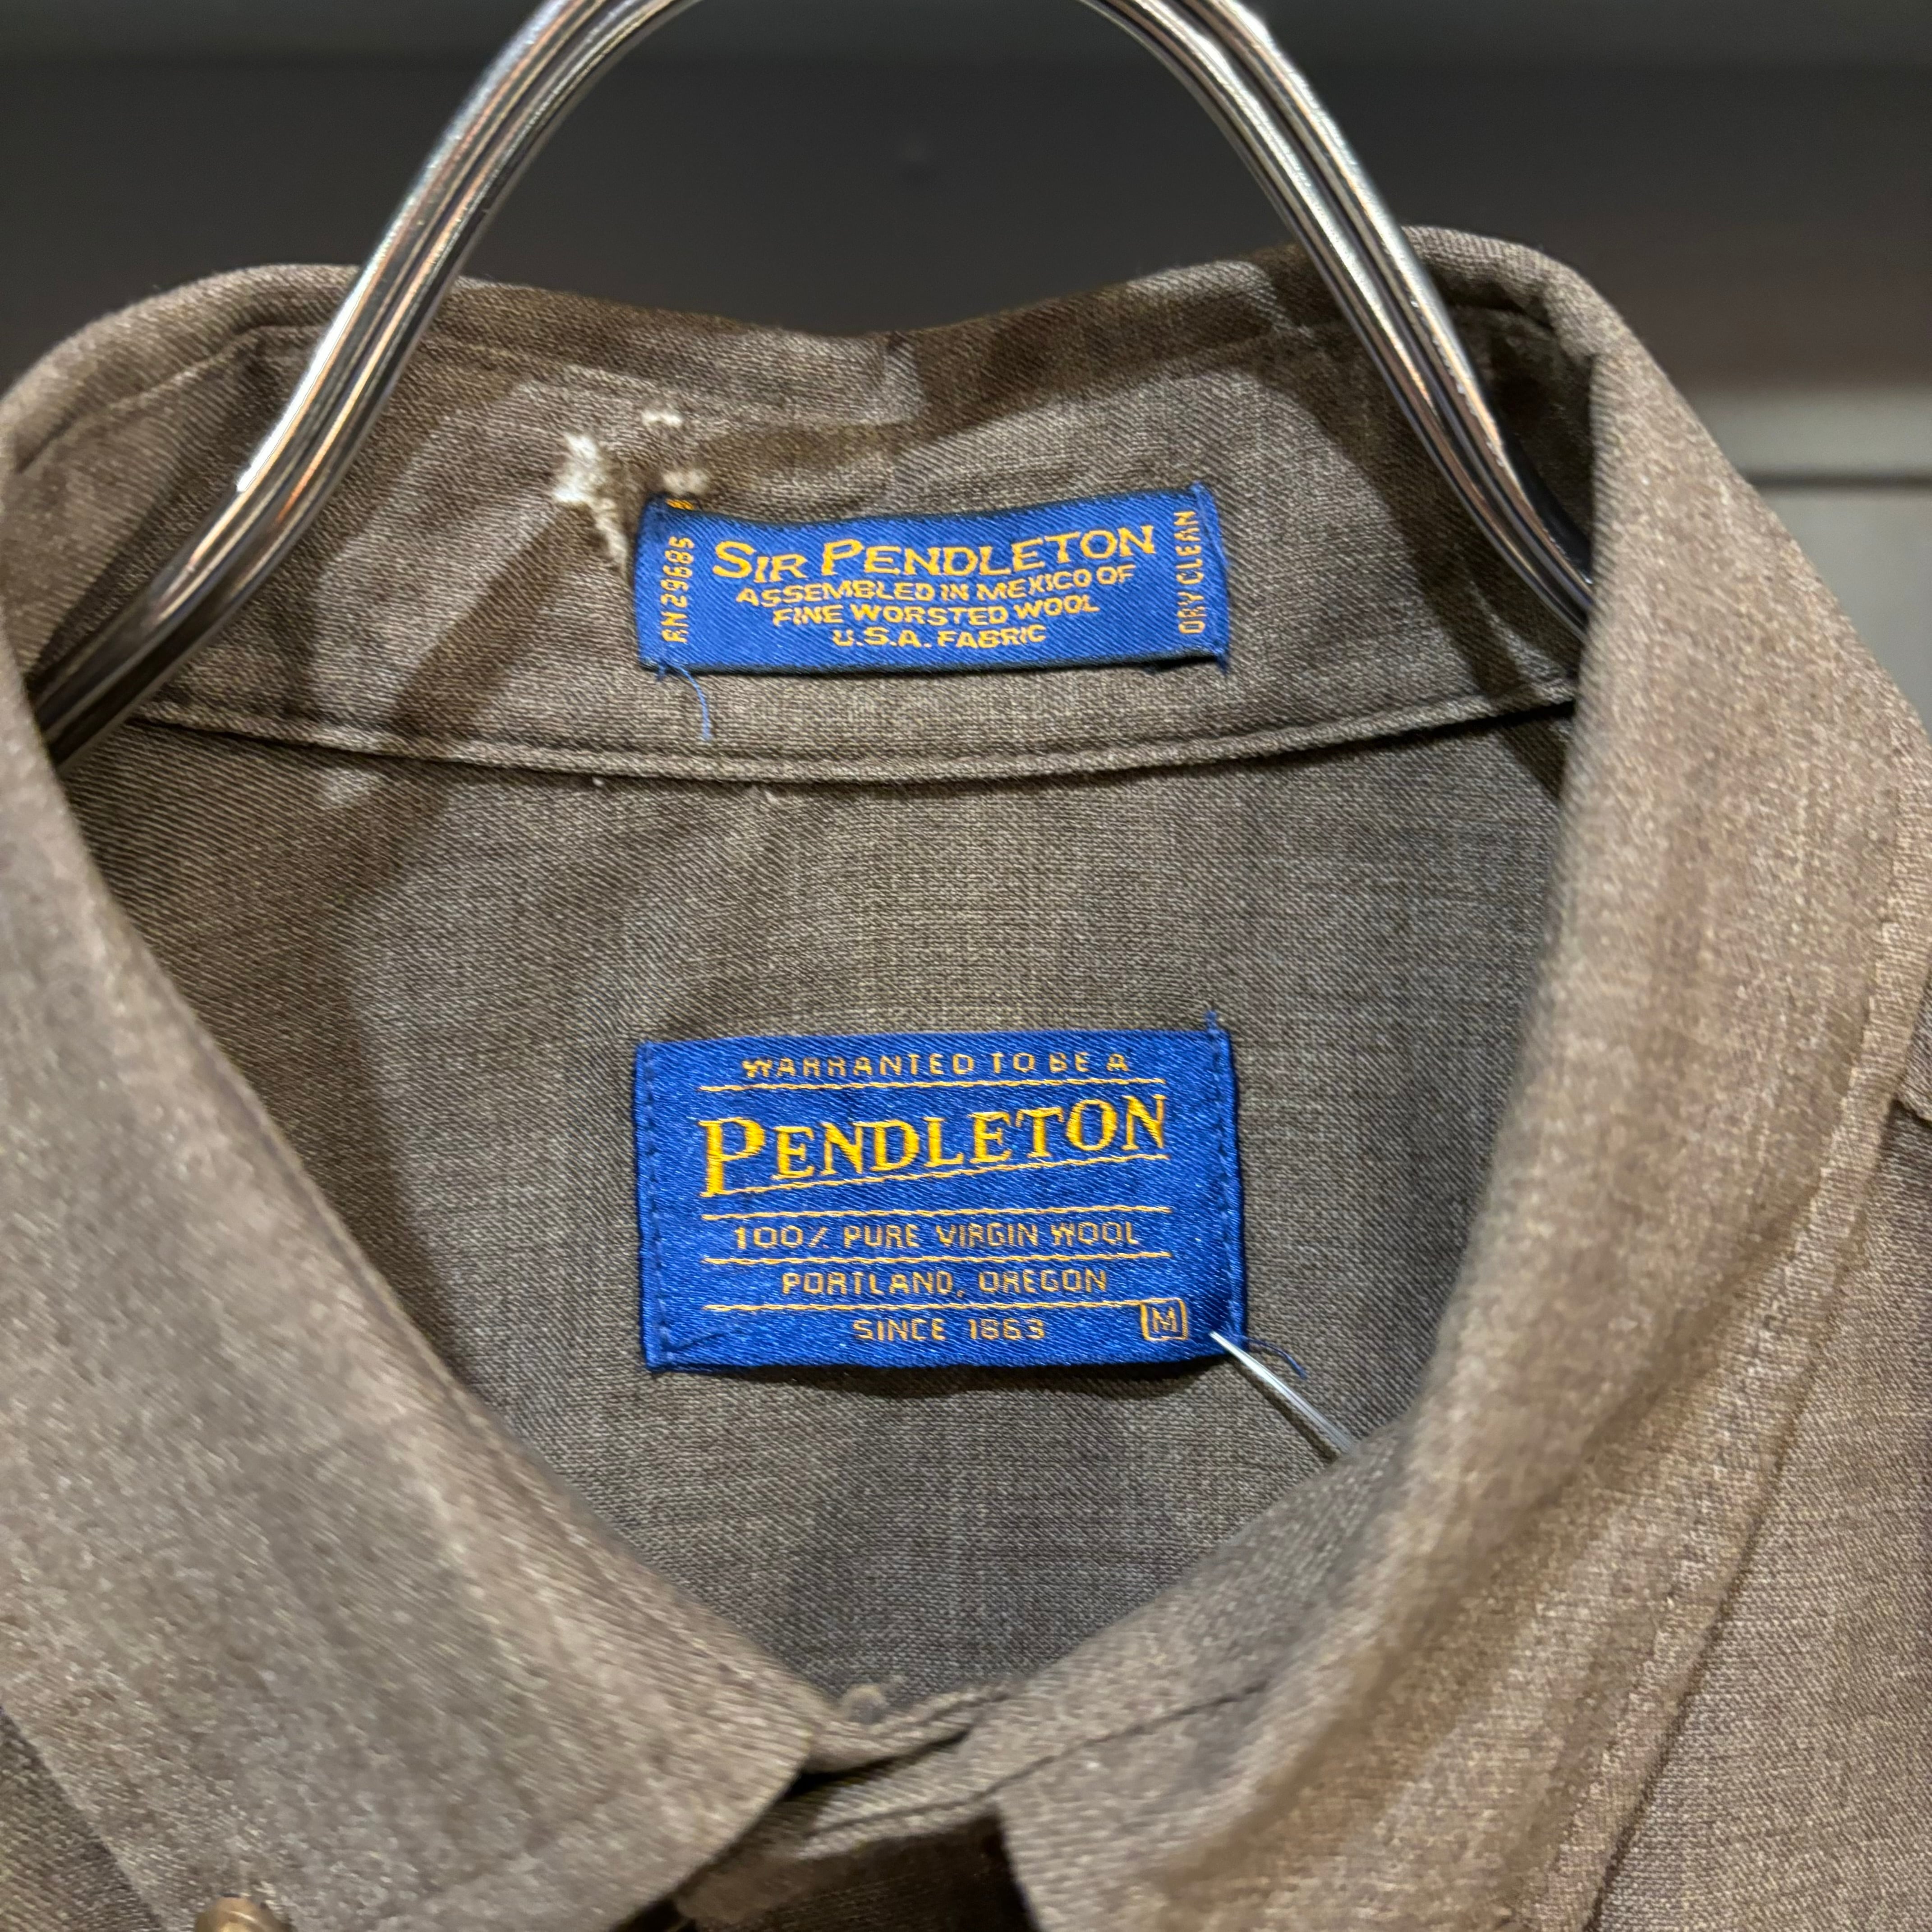 SIR PENDLETON
ASSEMBLED IN MEXICO OF
FINE WORSTED WOOL
U.S.A. FABRIC
RN 29685
DRY CLEAN
WARRANTED TO BE A
PENDLETON
100% PURE VIRGIN WOOL
PORTLAND, OREGON
SINCE 1863
M